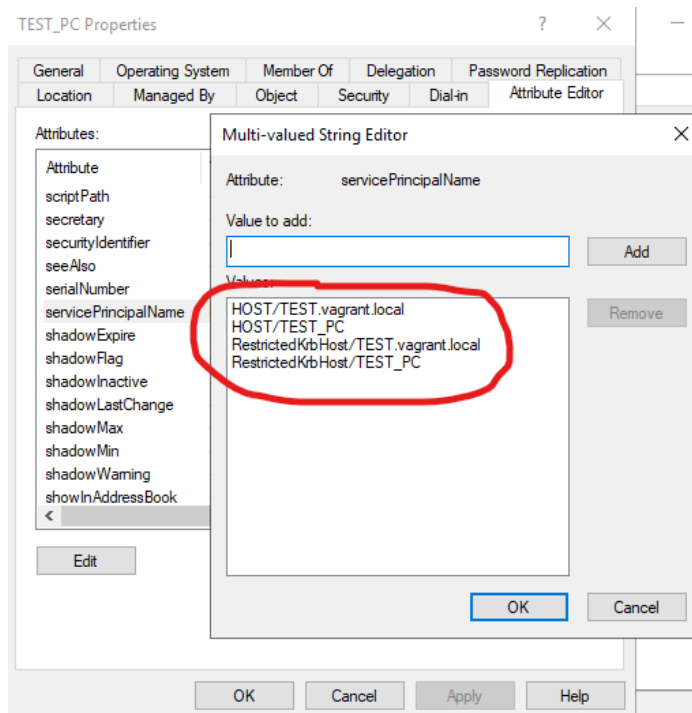 TEST_PC Properties
General Operating System Member Of Delegation Password Replication
Location Managed By Object Security Dial-in Attribute Editor
Attributes:
Attribute
scriptPath
secretary
securityIdentifier
seeAlso
serialNumber
servicePrincipalName
shadowExpire
shadowFlag
shadowInactive
shadowLastChange
shadowMax
shadowMin
shadowWarning
showInAddressBook
Edit
Multi-valued String Editor
Attribute: servicePrincipalName
Value to add:
Add
Values:
Remove
HOST/TEST.vagrant.local
HOST/TEST_PC
RestrictedKrbHost/TEST.vagrant.local
RestrictedKrbHost/TEST_PC
OK Cancel
OK Cancel Apply Help